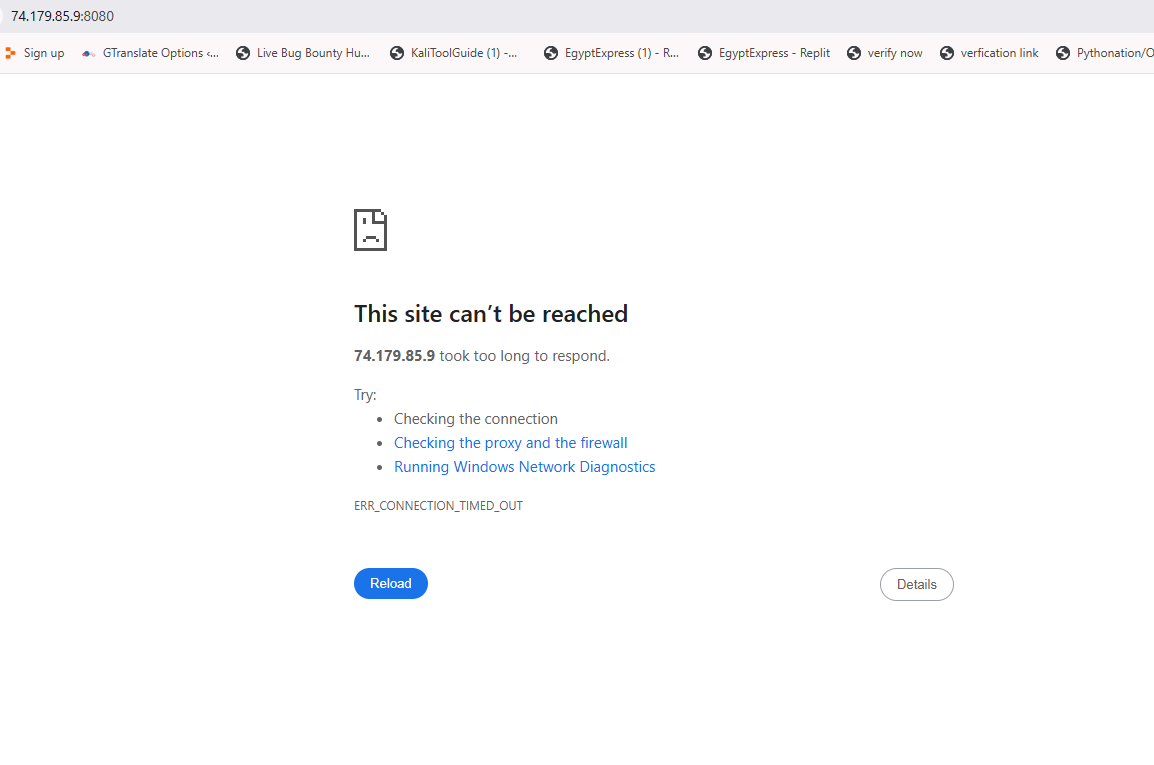 74.179.85.9:8080
Sign up GTranslate Options ‹... Live Bug Bounty Hu... KaliToolGuide (1) -... EgyptExpress (1) - R... EgyptExpress - Replit verify now verfication link Pythonation/O
This site can’t be reached
74.179.85.9 took too long to respond.
Try:
• Checking the connection
• Checking the proxy and the firewall
• Running Windows Network Diagnostics
ERR_CONNECTION_TIMED_OUT
Reload Details